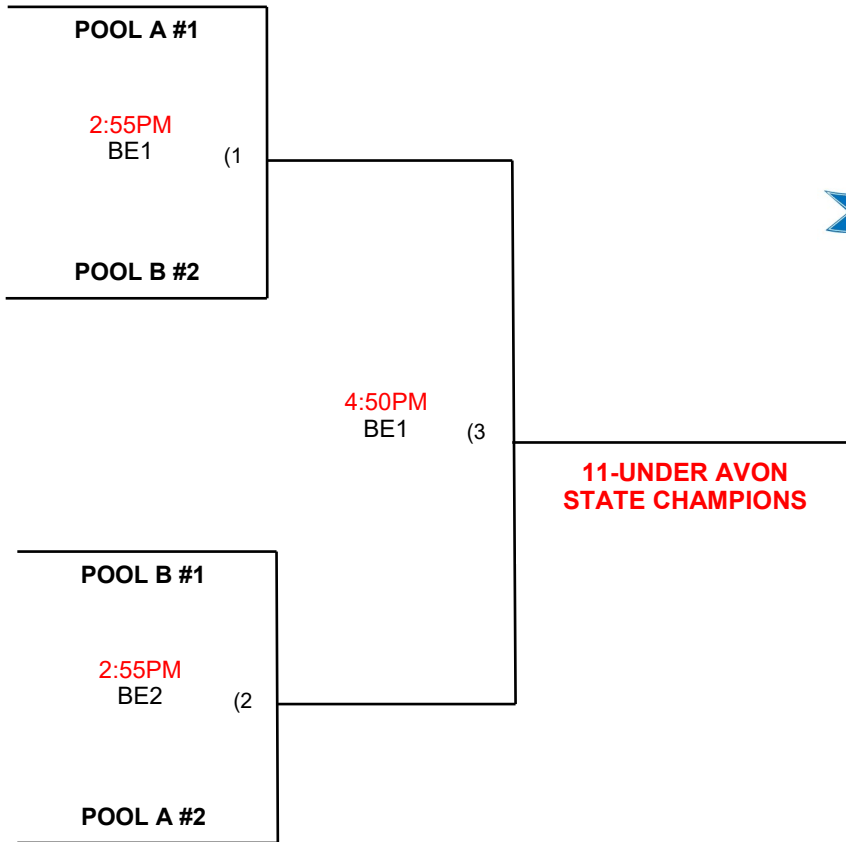 POOL A #1
2:55PM
BE1
(1
POOL B #2
4:50PM
BE1
(3
11-UNDER AVON
STATE CHAMPIONS
POOL B #1
2:55PM
BE2
(2
POOL A #2